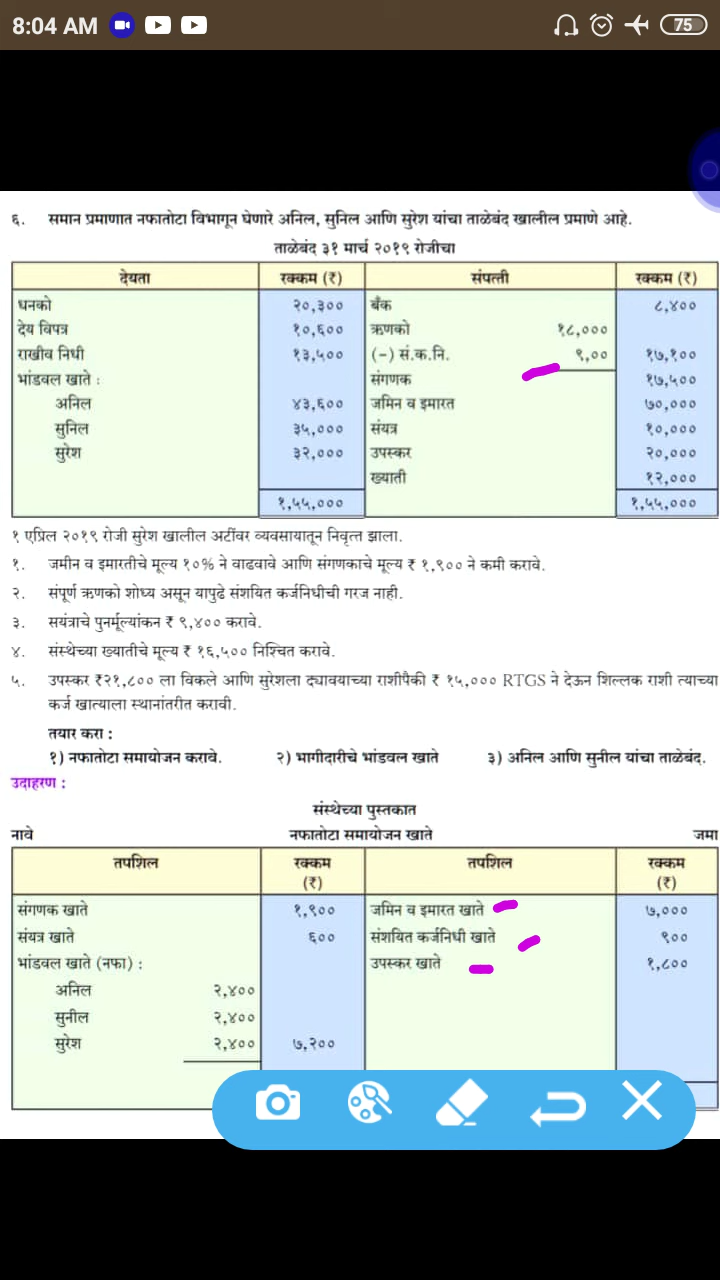 8:04 AM 75
६. समान प्रमाणात नफातोटा विभागून घेणारे अनिल, सुनिल आणि सुरेश यांचा ताळेबंद खालील प्रमाणे आहे.
ताळेबंद ३१ मार्च २०१९ रोजीचा
देयता रक्कम (₹) संपत्ती रक्कम (₹)
धनको २०,३०० बँक ८,४००
देय विपत्र १०,६०० ऋणको १८,०००
राखीव निधी १३,५०० (-) सं.क.नि. ९,०० १७,१००
भांडवल खाते : संगणक १७,५००
अनिल ४३,६०० जमिन व इमारत ७०,०००
सुनिल ३५,००० संयत्र १०,०००
सुरेश ३२,००० उपस्कर २०,०००
ख्याती १२,०००
१,५५,००० १,५५,०००
१ एप्रिल २०१९ रोजी सुरेश खालील अटींवर व्यवसायातून निवृत्त झाला.
१. जमीन व इमारतीचे मूल्य १०% ने वाढवावे आणि संगणकाचे मूल्य ₹ १,९०० ने कमी करावे.
२. संपूर्ण ऋणको शोध्य असून यापुढे संशयित कर्जनिधीची गरज नाही.
३. सयंत्राचे पुनर्मूल्यांकन ₹ ९,४०० करावे.
४. संस्थेच्या ख्यातीचे मूल्य ₹ १६,५०० निश्चित करावे.
५. उपस्कर ₹२१,८०० ला विकले आणि सुरेशला द्यावयाच्या राशीपैकी ₹ १५,००० RTGS ने देऊन शिल्लक राशी त्याच्या
कर्ज खात्याला स्थानांतरीत करावी.
तयार करा :
१) नफातोटा समायोजन करावे. २) भागीदारीचे भांडवल खाते ३) अनिल आणि सुनील यांचा ताळेबंद.
उदाहरण :
संस्थेच्या पुस्तकात
नावे नफातोटा समायोजन खाते जमा
तपशिल रक्कम (₹) तपशिल रक्कम (₹)
संगणक खाते १,९०० जमिन व इमारत खाते ७,०००
संयत्र खाते ६०० संशयित कर्जनिधी खाते ९००
भांडवल खाते (नफा) : उपस्कर खाते १,८००
अनिल २,४००
सुनील २,४००
सुरेश २,४०० ७,२००